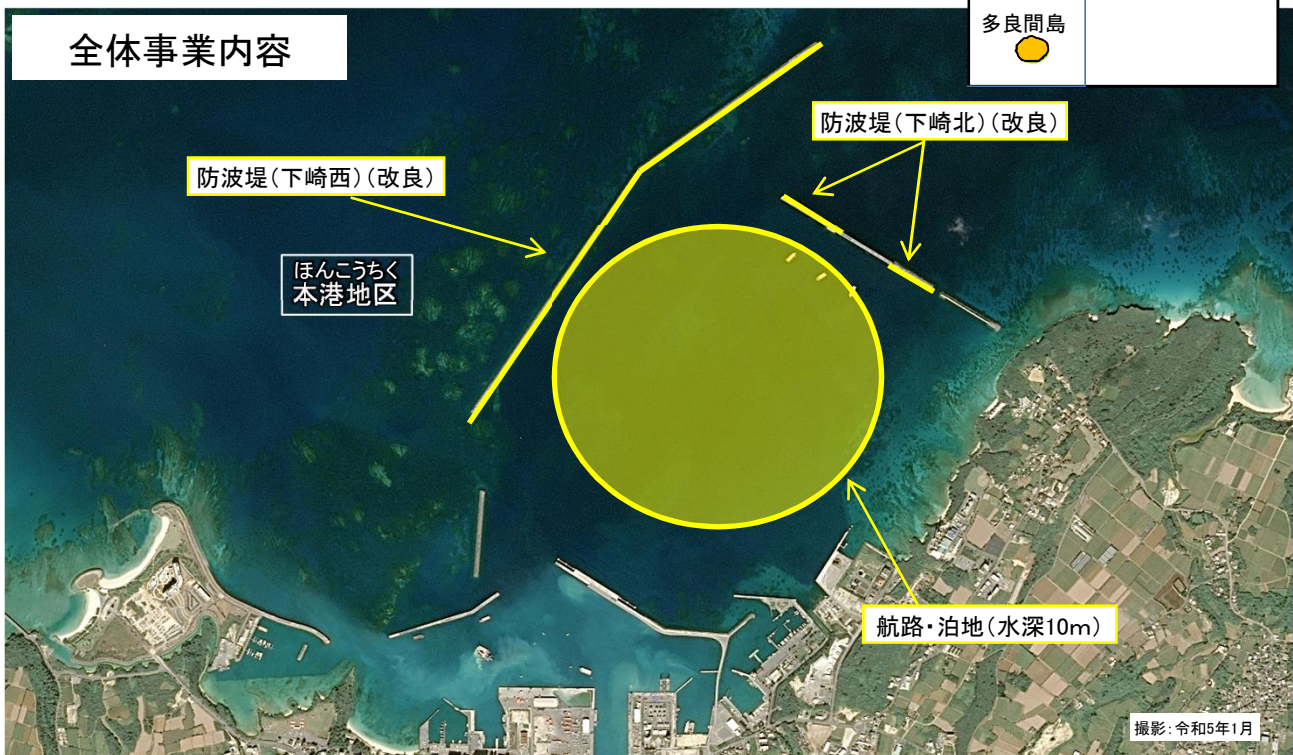 全体事業内容
多良間島
防波堤(下崎北)(改良)
防波堤(下崎西)(改良)
ほんこうちく
本港地区
航路・泊地(水深10m)
撮影:令和5年1月